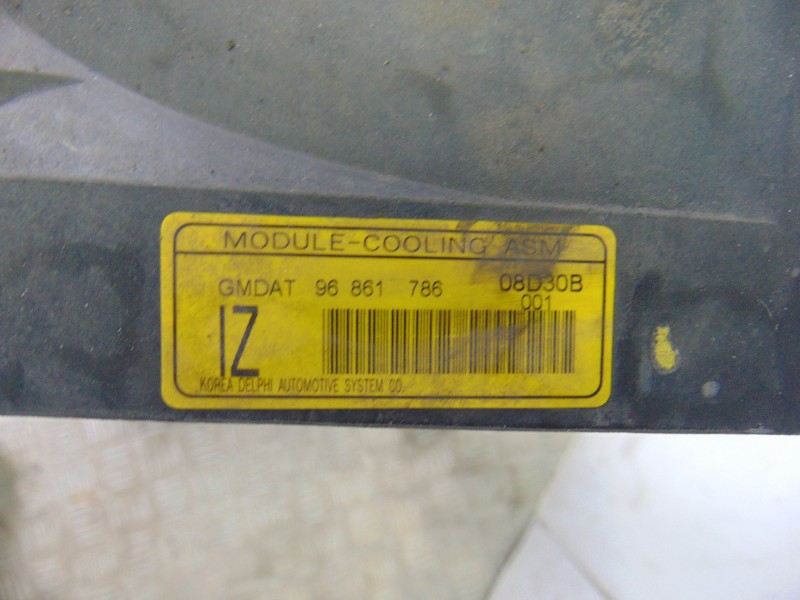 MODULE-COOLING ASM
GMDAT 96 861 786 08D30B
001
IZ
KOREA DELPHI AUTOMOTIVE SYSTEM CO.